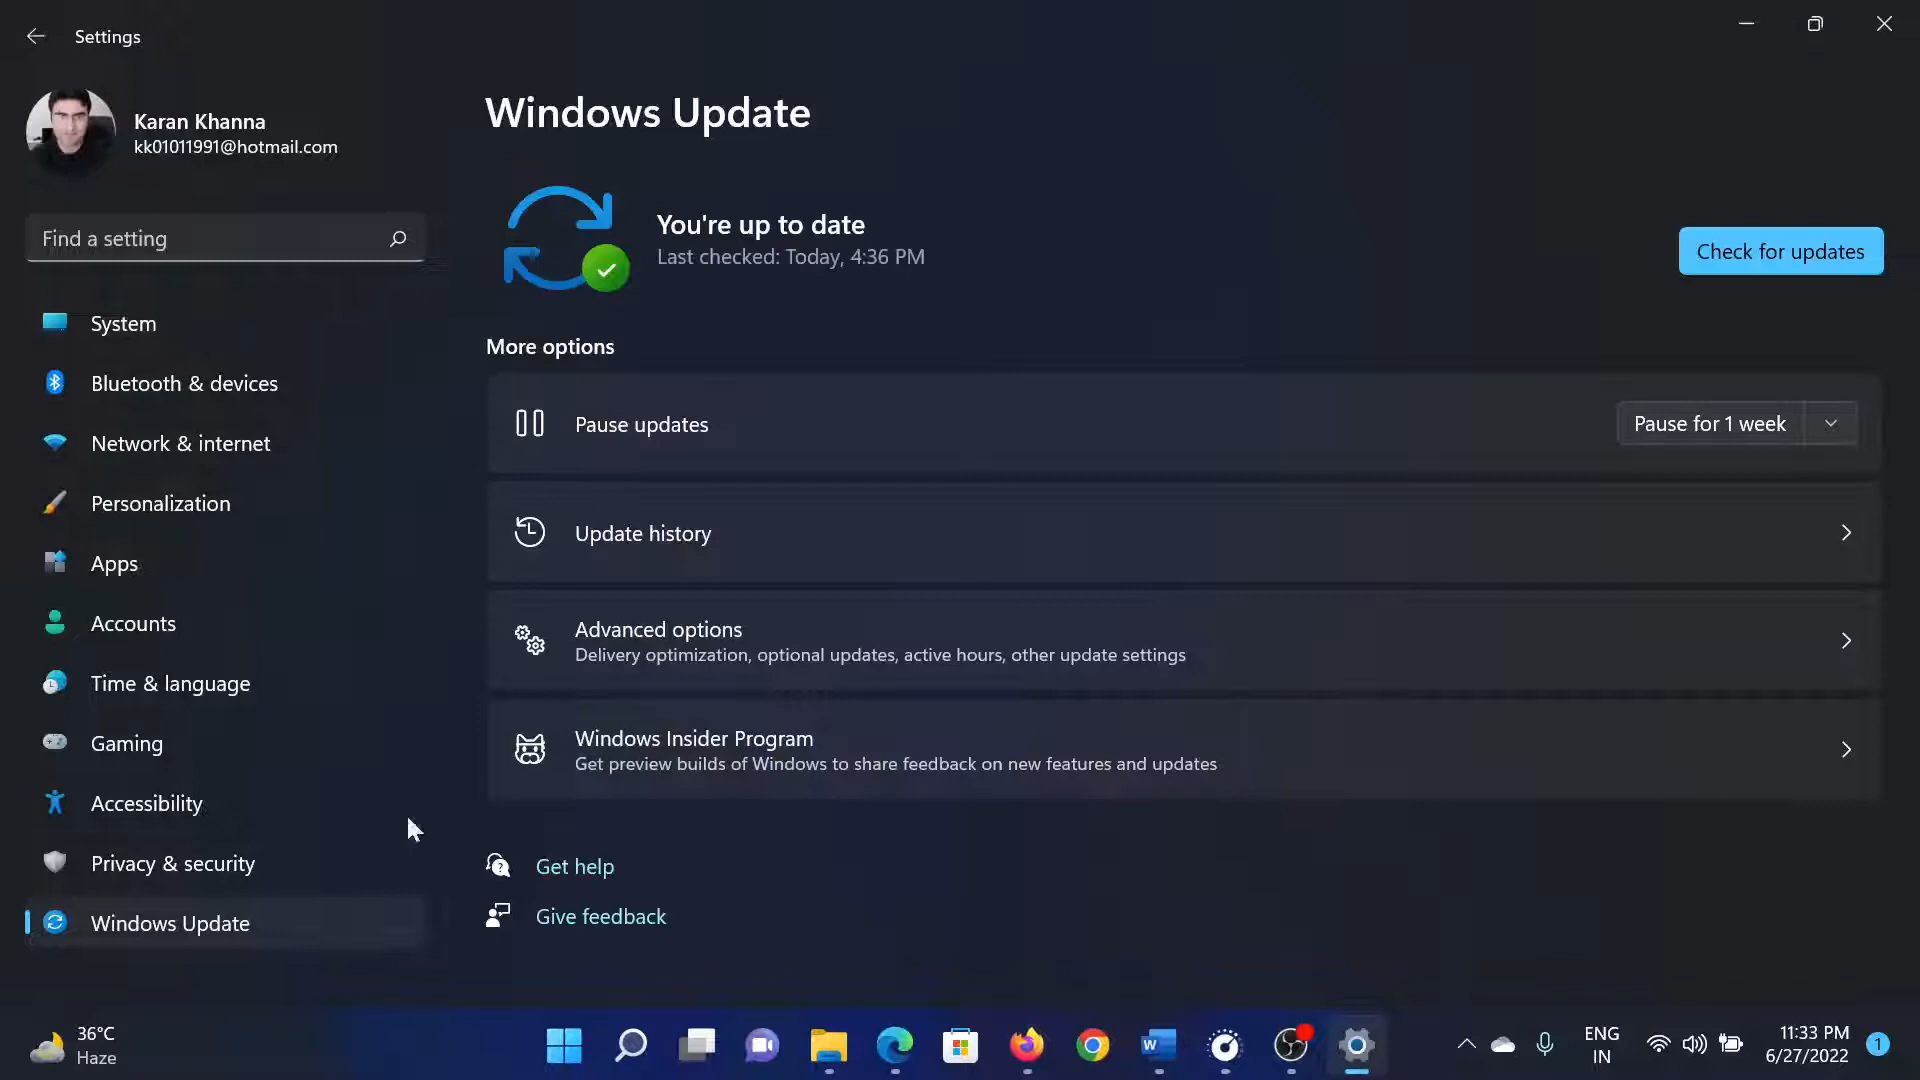 Settings
Karan Khanna
kk01011991@hotmail.com
Find a setting
System
Bluetooth & devices
Network & internet
Personalization
Apps
Accounts
Time & language
Gaming
Accessibility
Privacy & security
Windows Update
Windows Update
You're up to date
Last checked: Today, 4:36 PM
Check for updates
More options
Pause updates
Pause for 1 week
Update history
Advanced options
Delivery optimization, optional updates, active hours, other update settings
Windows Insider Program
Get preview builds of Windows to share feedback on new features and updates
Get help
Give feedback
36°C
Haze
W
ENG
IN
11:33 PM
6/27/2022
1